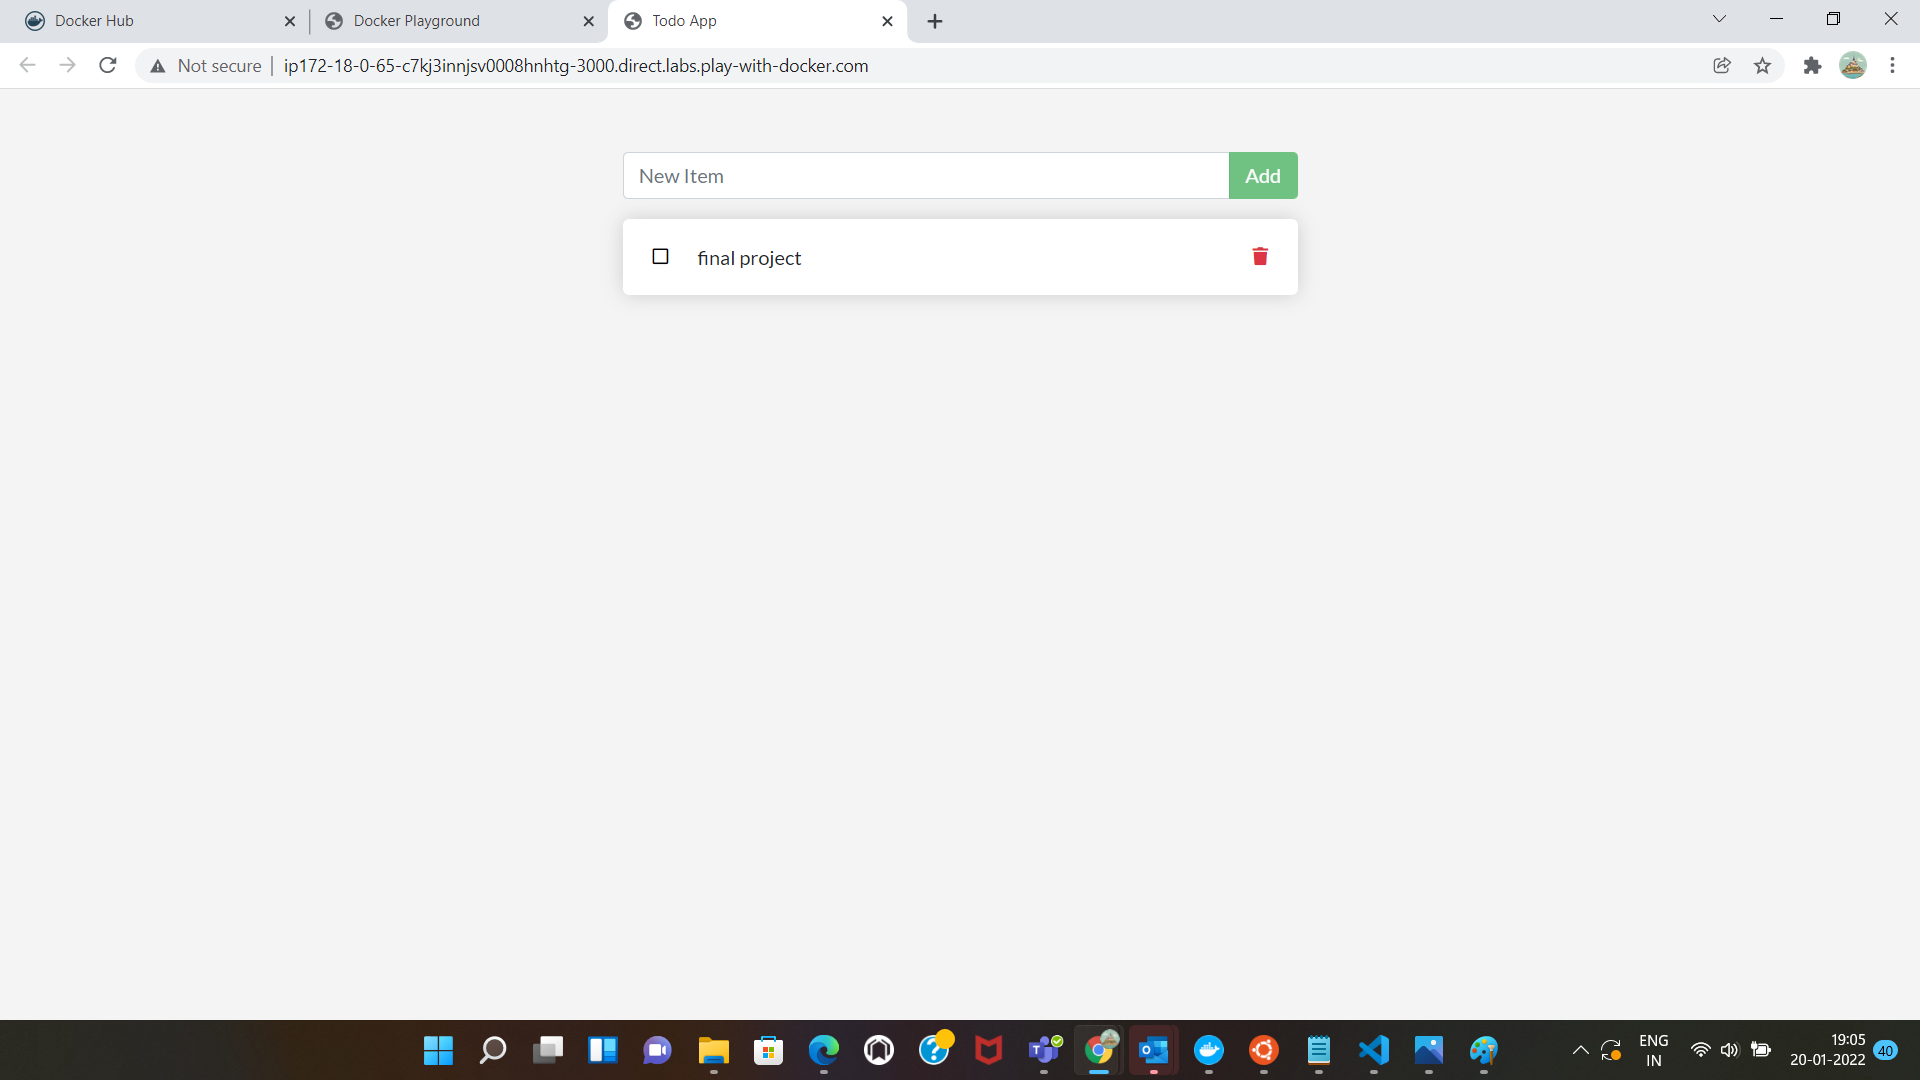 Docker Hub
Docker Playground
Todo App
Not secure
ip172-18-0-65-c7kj3innjsv0008hnhtg-3000.direct.labs.play-with-docker.com
New Item
Add
final project
ENG
IN
19:05
20-01-2022
40